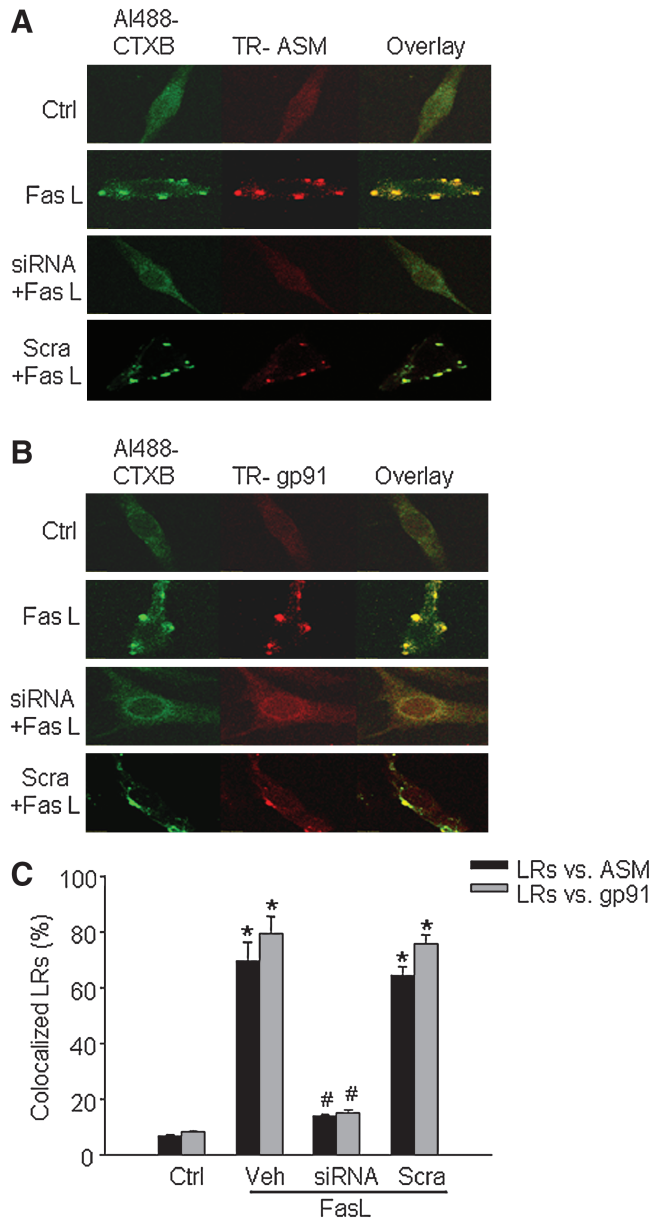 A
Al488-
CTXB
TR- ASM
Overlay
Ctrl
Fas L
siRNA
+Fas L
Scra
+Fas L
B
Al488-
CTXB
TR- gp91
Overlay
Ctrl
Fas L
siRNA
+Fas L
Scra
+Fas L
C
LRs vs. ASM
LRs vs. gp91
Colocalized LRs (%)
100
80
60
40
20
0
* *
# #
* *
Ctrl
Veh
siRNA
Scra
FasL